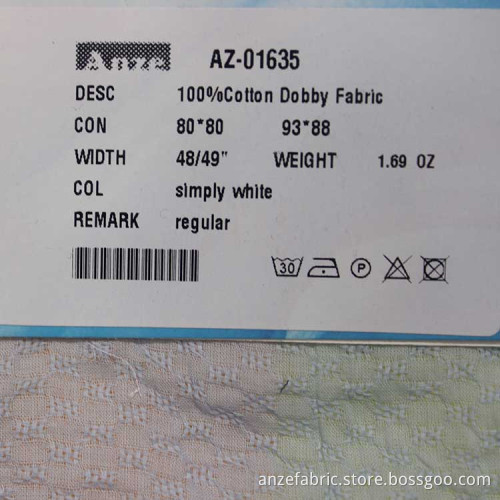 Anze AZ-01635
DESC 100%Cotton Dobby Fabric
CON 80*80 93*88
WIDTH 48/49" WEIGHT 1.69 OZ
COL simply white
REMARK regular
30 P
anzefabric.store.bossgoo.com